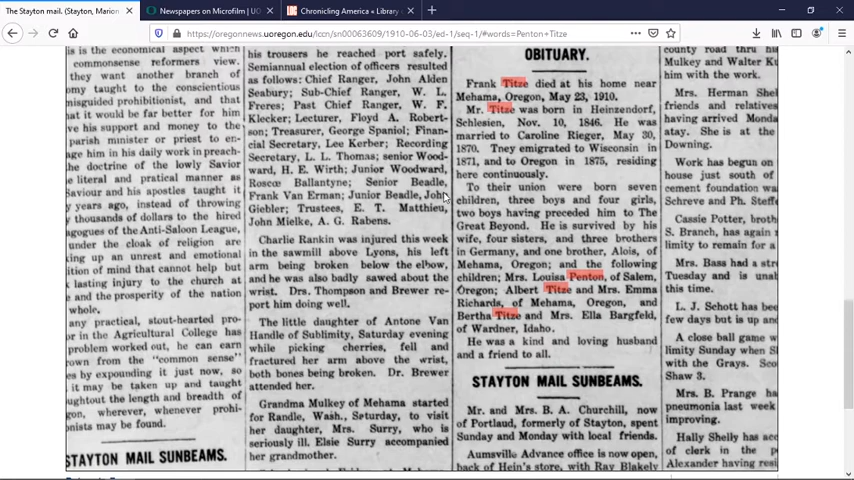 The Stayton mail. (Stayton, Marion
Newspapers on Microfilm | UO
Chronicling America « Library
https://oregonnews.uoregon.edu/lccn/sn00063609/1910-06-03/ed-1/seq-1/#words=Penton+Titze
is is the economical aspect which
commonsense reformers view.
they want another branch of
omy taught to the conscientious
misguided prohibitionist, and that
at it would be far better for him
ve his support and money to the
parish minister or priest to en-
age him in his daily work in preach-
the doctrine of the lowly Savior
e literal and pratical manner as
Saviour and his apostles taught it
y years ago, instead of throwing
thousands of dollars to the hired
agogues of the Anti-Saloon League,
under the cloak of religion are
king up an unrest and emotional
ition of mind that cannot help but
lasting injury to the church at
e and the prosperity of the nation
whole.
any practical, stout-hearted pro-
or in the Agricultural College has
problem worked out, he can earn
rown from the "common sense"
es by expounding it just now, so
it may be taken up and taught
ughtout the length and breadth of
gon, wherever, whenever prohi-
onists may be found.
STAYTON MAIL SUNBEAMS.
his trousers he reached port safely.
Semiannual election of officers resulted
as follows: Chief Ranger, John Alden
Seabury; Sub-Chief Ranger, W. L.
Freres; Past Chief Ranger, W. F.
Klecker; Lecturer, Floyd A. Robert-
son; Treasurer, George Spaniol; Finan-
cial Secretary, Lee Kerber; Recording
Secretary, L. L. Thomas; senior Wood-
ward, H. E. Wirth; Junior Woodward,
Roscoe Ballantyne; Senior Beadle,
Frank Van Erman; Junior Beadle, John
Giebler; Trustees, E. T. Matthieu,
John Mielke, A. G. Rabens.
Charlie Rankin was injured this week
in the sawmill above Lyons, his left
arm being broken below the elbow,
and he was also badly sawed about the
wrist. Drs. Thompson and Brewer re-
port him doing well.
The little daughter of Antone Van
Handle of Sublimity, Saturday evening
while picking cherries, fell and
fractured her arm above the wrist,
both bones being broken. Dr. Brewer
attended her.
Grandma Mulkey of Mehama started
for Randle, Wash., Saturday, to visit
her daughter, Mrs. Surry, who is
seriously ill. Elsie Surry accompanied
her grandmother.
OBITUARY.
Frank Titze died at his home near
Mehama, Oregon, May 23, 1910.
Mr. Titze was born in Heinzendorf,
Schlesien, Nov. 10, 1846. He was
married to Caroline Rieger, May 30,
1870. They emigrated to Wisconsin in
1871, and to Oregon in 1875, residing
here continuously.
To their union were born seven
children, three boys and four girls,
two boys having preceded him to The
Great Beyond. He is survived by his
wife, four sisters, and three brothers
in Germany, and one brother, Alois, of
Mehama, Oregon; and the following
children; Mrs. Louisa Penton, of Salem,
Oregon; Albert Titze and Mrs. Emma
Richards, of Mehama, Oregon, and
Bertha Titze and Mrs. Ella Bargfeld,
of Wardner, Idaho.
He was a kind and loving husband
and a friend to all.
STAYTON MAIL SUNBEAMS.
Mr. and Mrs. B. A. Churchill, now
of Portlaud, formerly of Stayton, spent
Sunday and Monday with local friends.
Aumsville Advance office is now open,
back of Hein's store, with Ray Blakely
county road thru
Mulkey and Walter Ku
him with the work.
Mrs. Herman Shel
friends and relatives
having arrived Monda
atry. She is at the
Downing.
Work has begun on
house just south of
cement foundation wa
Schreve and Ph. Steffe
Cassie Potter, broth
S. Branch, has again
limity to remain for a
Mrs. Bass had a str
Tuesday and is unab
this time.
L. J. Schott has been
few days but is up and
A close ball game w
limity Sunday when S
with the Grays. Scor
Shaw 3.
Mrs. B. Prange ha
pneumonia last week
improving.
Hally Shelly has acc
of clerk in the p
Alexander having resi